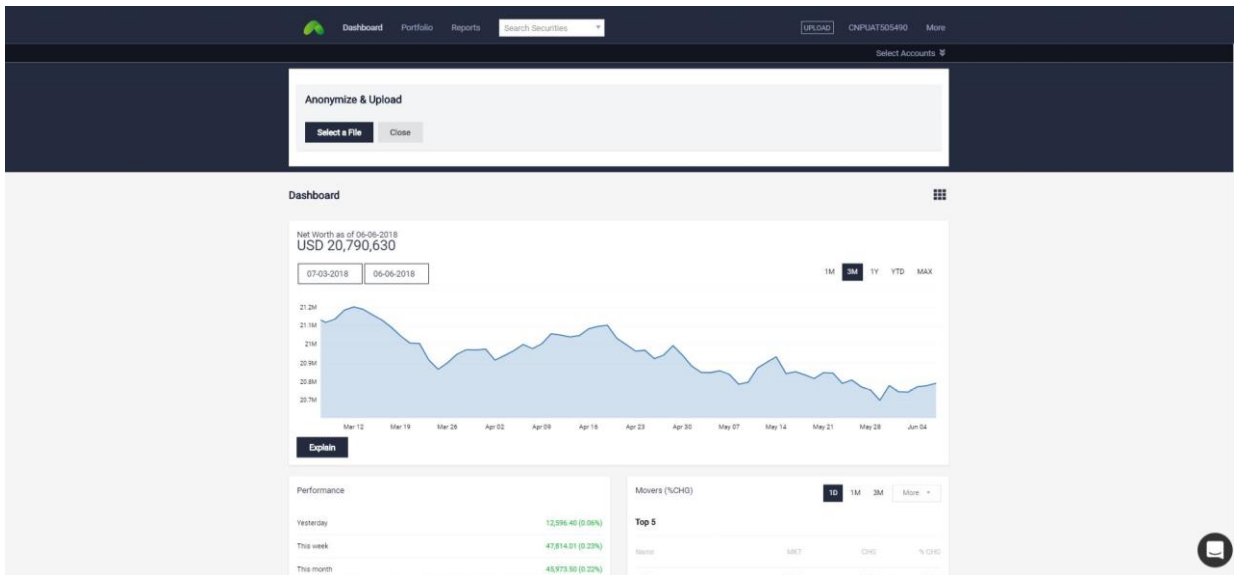 Dashboard Portfolio Reports Search Securities UPLOAD CNPUAT505490 More
Select Accounts
Anonymize & Upload
Select a File Close
Dashboard
Net Worth as of 06-06-2018
USD 20,790,630
07-03-2018 06-06-2018 1M 3M 1Y YTD MAX
21.2M
21.1M
21M
20.9M
20.8M
20.7M
Mar 12 Mar 19 Mar 26 Apr 02 Apr 09 Apr 16 Apr 23 Apr 30 May 07 May 14 May 21 May 28 Jun 04
Explain
Performance
Yesterday 12,596.40 (0.06%)
This week 47,814.01 (0.23%)
This month 45,973.50 (0.22%)
Movers (%CHG) 1D 1M 3M More
Top 5
Name MKT CHG % CHG